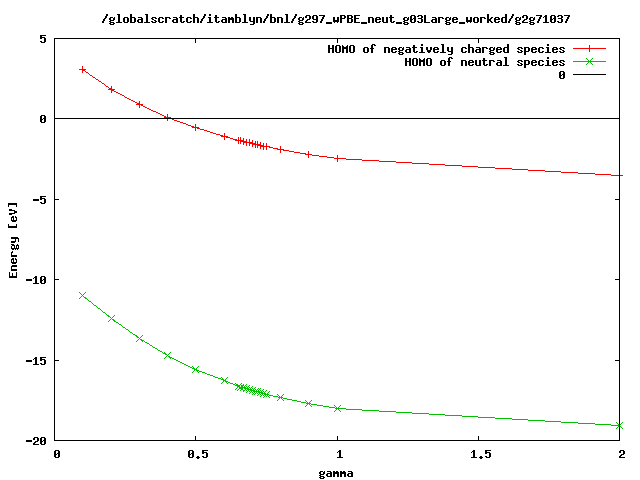 /globalscratch/itamblyn/bnl/g297_wPBE_neut_g03Large_worked/g2g71037
HOMO of negatively charged species
HOMO of neutral species
0
5
0
-5
-10
-15
-20
Energy [eV]
0
0.5
1
1.5
2
gamma